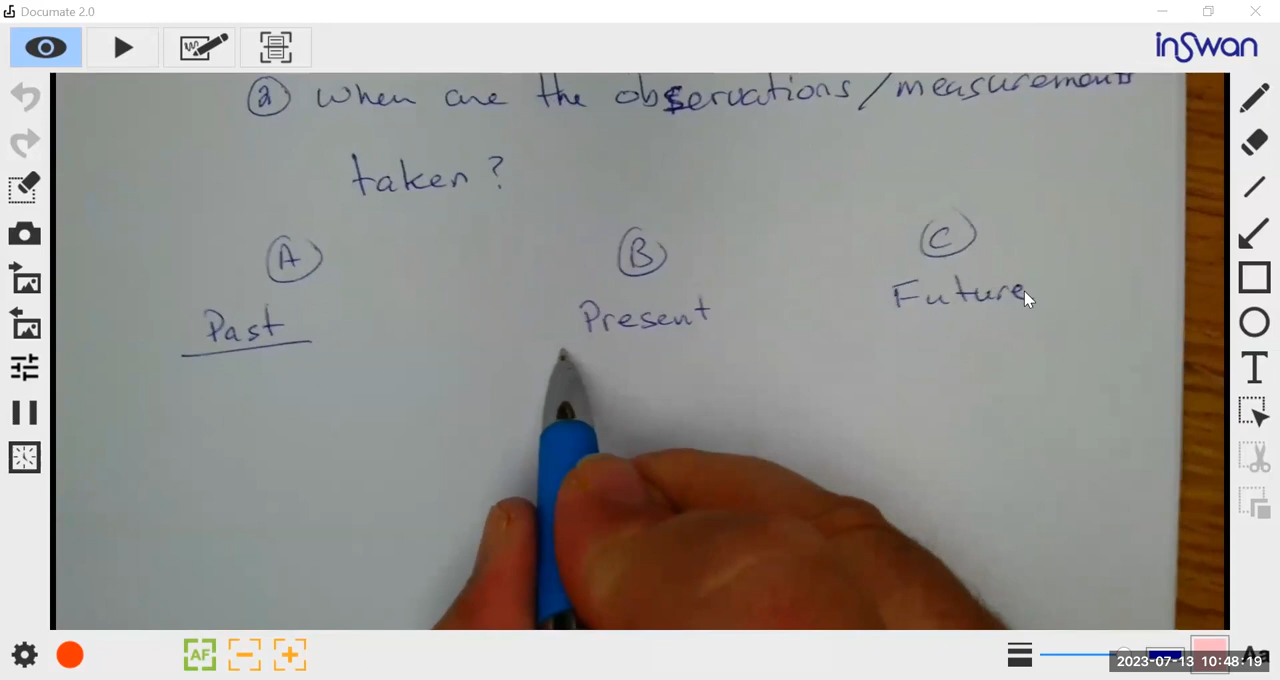 Documate 2.0
inSwan
2 When are the observations/measurements
taken?
A
B
C
Past
Present
Future
AF
T
Aa
2023-07-13 10:48:19